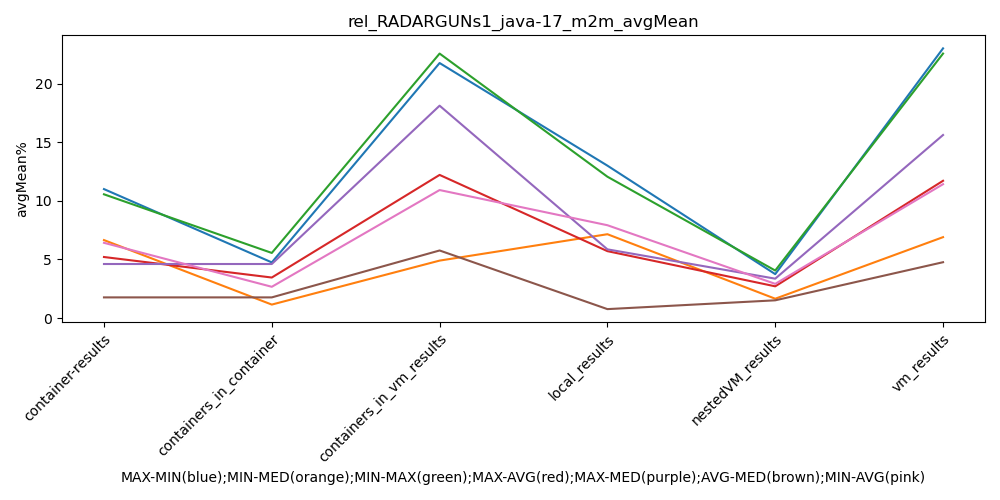 rel_RADARGUNs1_java-17_m2m_avgMean
avgMean%
20
15
10
5
0
container-results
containers_in_container
containers_in_vm_results
local_results
nestedVM_results
vm_results
MAX-MIN(blue);MIN-MED(orange);MIN-MAX(green);MAX-AVG(red);MAX-MED(purple);AVG-MED(brown);MIN-AVG(pink)